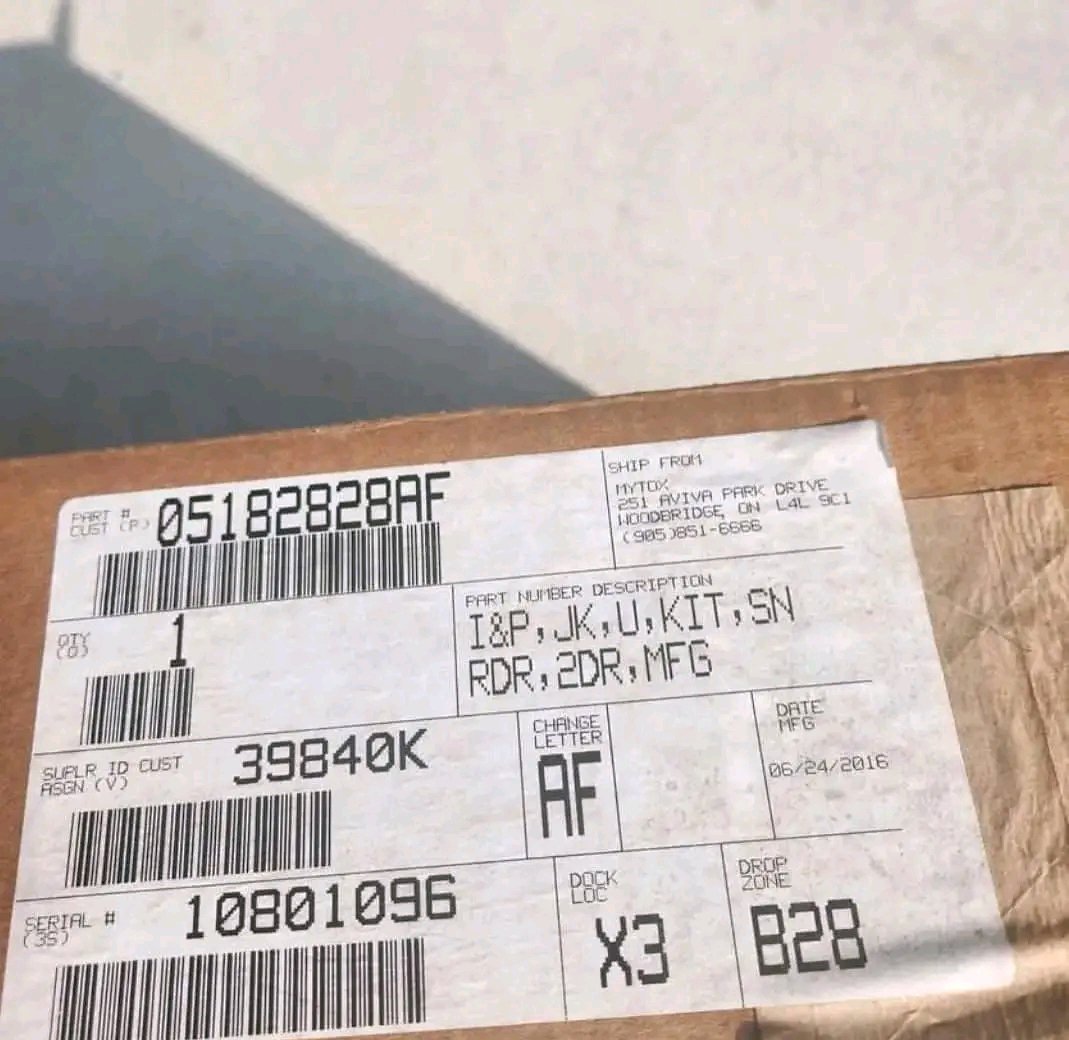 PART #
CUST (P)
05182828AF
SHIP FROM
MYTOX
251 AVIVA PARK DRIVE
WOODBRIDGE, ON L4L 9C1
(905)851-6666
QTY
(Q)
1
PART NUMBER DESCRIPTION
I&P,JK,U,KIT,SN
RDR,2DR,MFG
SUPLR ID CUST
ASGN (V)
39840K
CHANGE
LETTER
AF
DATE
MFG
06/24/2016
SERIAL #
(3S)
10801096
DOCK
LOC
X3
DROP
ZONE
B28